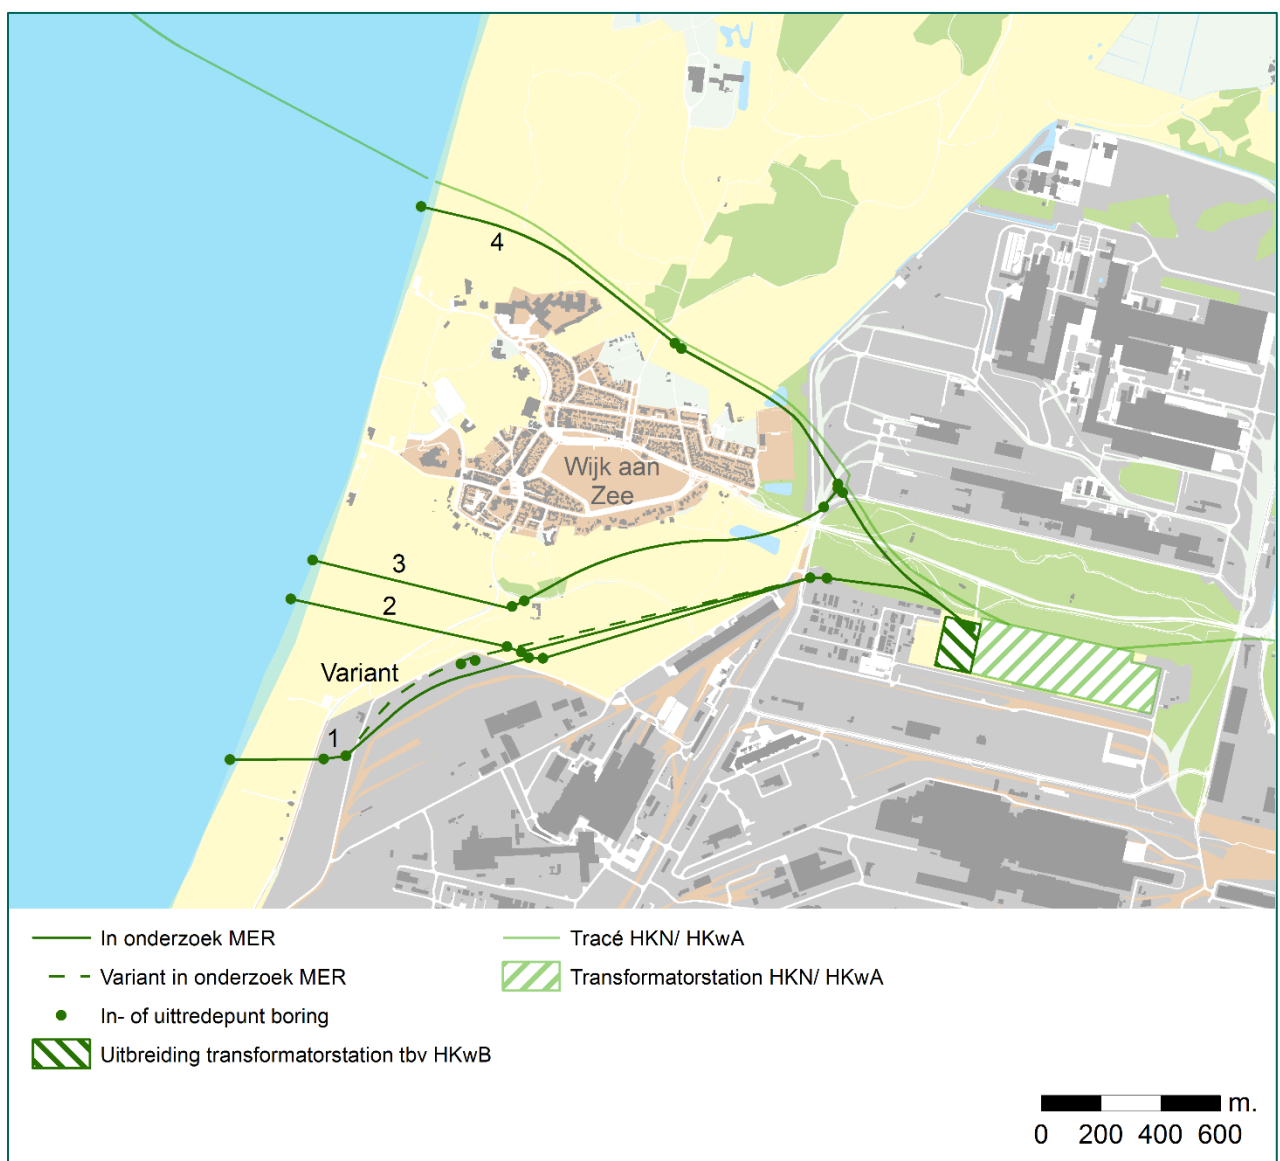 4
Wijk aan
Zee
3
2
Variant
1
In onderzoek MER
Variant in onderzoek MER
In- of uittredepunt boring
Uitbreiding transformatorstation tbv HKwB
Tracé HKN/ HKwA
Transformatorstation HKN/ HKwA
m.
0 200 400 600